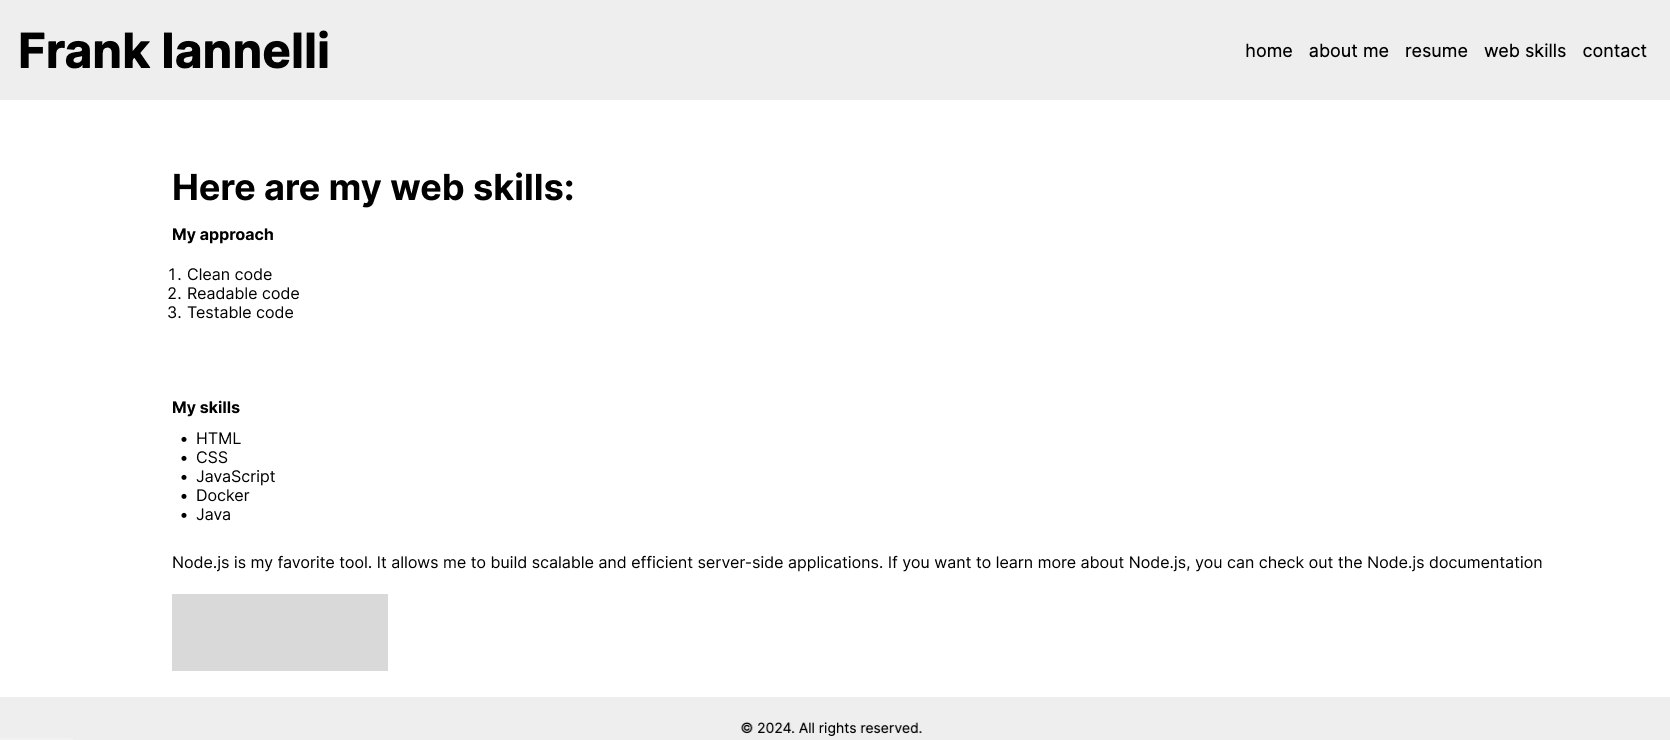 Frank Iannelli
home about me resume web skills contact
Here are my web skills:
My approach
1. Clean code
2. Readable code
3. Testable code
My skills
• HTML
• CSS
• JavaScript
• Docker
• Java
Node.js is my favorite tool. It allows me to build scalable and efficient server-side applications. If you want to learn more about Node.js, you can check out the Node.js documentation
© 2024. All rights reserved.